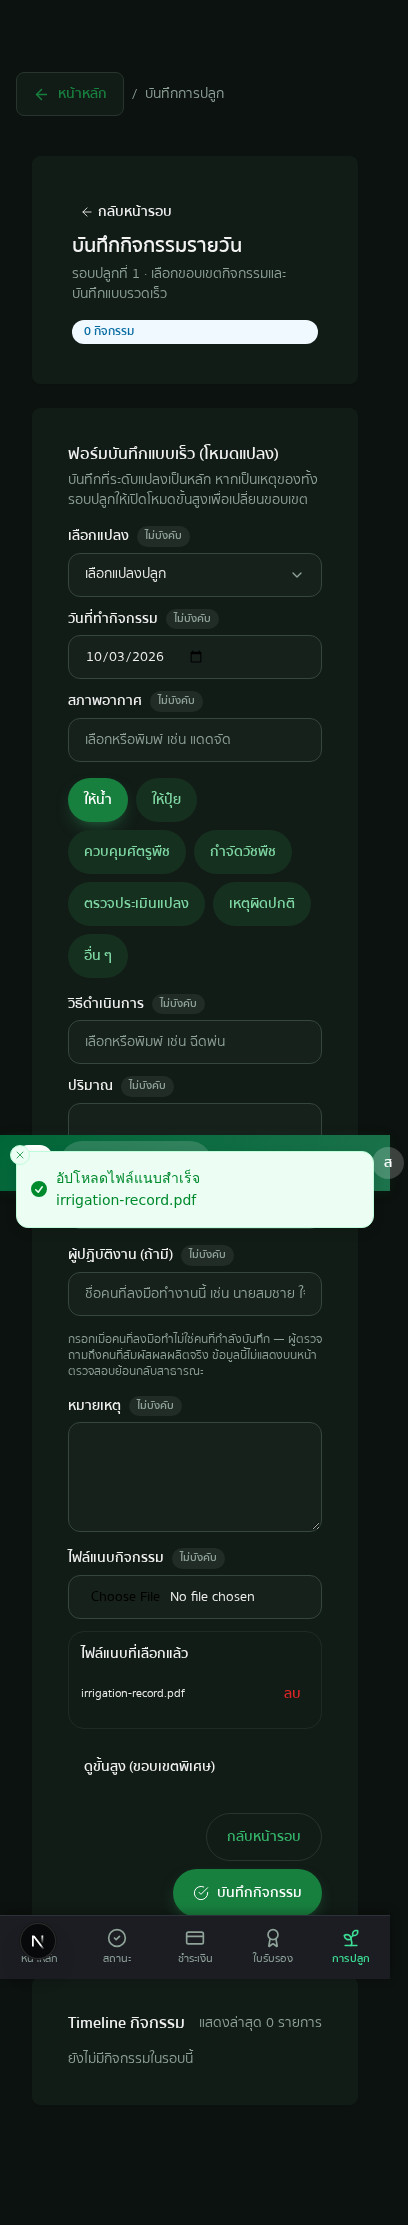 หน้าหลัก / บันทึกการปลูก
กลับหน้ารอบ
บันทึกกิจกรรมรายวัน
รอบปลูกที่ 1 · เลือกขอบเขตกิจกรรมและ
บันทึกแบบรวดเร็ว
0 กิจกรรม
ฟอร์มบันทึกแบบเร็ว (โหมดแปลง)
บันทึกที่ระดับแปลงเป็นหลัก หากเป็นเหตุของทั้ง
รอบปลูกให้เปิดโหมดขั้นสูงเพื่อเปลี่ยนขอบเขต
เลือกแปลง ไม่บังคับ
เลือกแปลงปลูก
วันที่ทำกิจกรรม ไม่บังคับ
10/03/2026
สภาพอากาศ ไม่บังคับ
เลือกหรือพิมพ์ เช่น แดดจัด
ให้น้ำ ให้ปุ๋ย
ควบคุมศัตรูพืช กำจัดวัชพืช
ตรวจประเมินแปลง เหตุผิดปกติ
อื่น ๆ
วิธีดำเนินการ ไม่บังคับ
เลือกหรือพิมพ์ เช่น ฉีดพ่น
ปริมาณ ไม่บังคับ
ส
อัปโหลดไฟล์แนบสำเร็จ
irrigation-record.pdf
ผู้ปฏิบัติงาน (ถ้ามี) ไม่บังคับ
ชื่อคนที่ลงมือทำงานนี้ เช่น นายสมชาย
กรอกเมื่อคนที่ลงมือทำไม่ใช่คนที่กำลังบันทึก — ผู้ตรวจ
ถามถึงคนที่สัมผัสผลผลิตจริง ข้อมูลนี้ไม่แสดงบนหน้า
ตรวจสอบย้อนกลับสาธารณะ
หมายเหตุ ไม่บังคับ
ไฟล์แนบกิจกรรม ไม่บังคับ
Choose File No file chosen
ไฟล์แนบที่เลือกแล้ว
irrigation-record.pdf ลบ
ดูขั้นสูง (ขอบเขตพิเศษ)
กลับหน้ารอบ
บันทึกกิจกรรม
หน้าหลัก สถานะ ชำระเงิน ใบรับรอง การปลูก
Timeline กิจกรรม แสดงล่าสุด 0 รายการ
ยังไม่มีกิจกรรมในรอบนี้